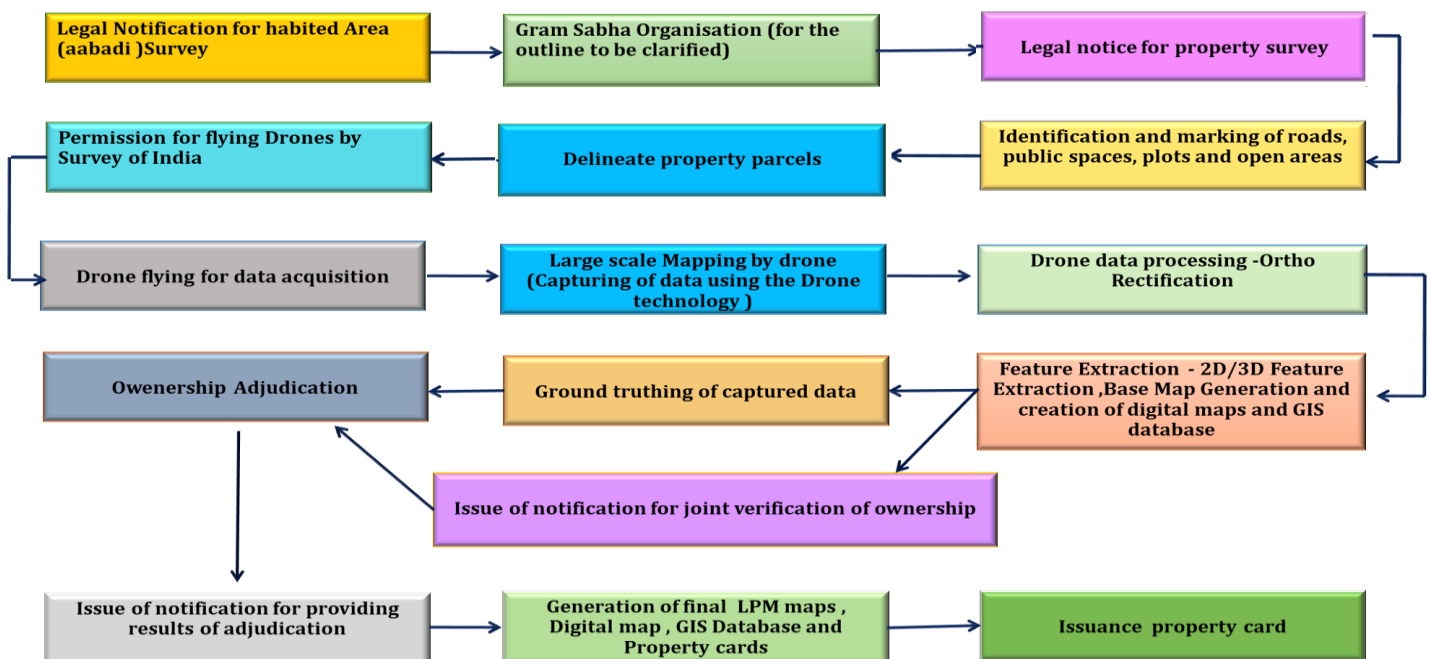 Legal Notification for habited Area
(aabadi )Survey
Gram Sabha Organisation (for the
outline to be clarified)
Legal notice for property survey
Identification and marking of roads,
public spaces, plots and open areas
Delineate property parcels
Permission for flying Drones by
Survey of India
Drone flying for data acquisition
Large scale Mapping by drone
(Capturing of data using the Drone
technology )
Drone data processing -Ortho
Rectification
Feature Extraction - 2D/3D Feature
Extraction ,Base Map Generation and
creation of digital maps and GIS
database
Ground truthing of captured data
Owenership Adjudication
Issue of notification for joint verification of ownership
Issue of notification for providing
results of adjudication
Generation of final LPM maps ,
Digital map , GIS Database and
Property cards
Issuance property card